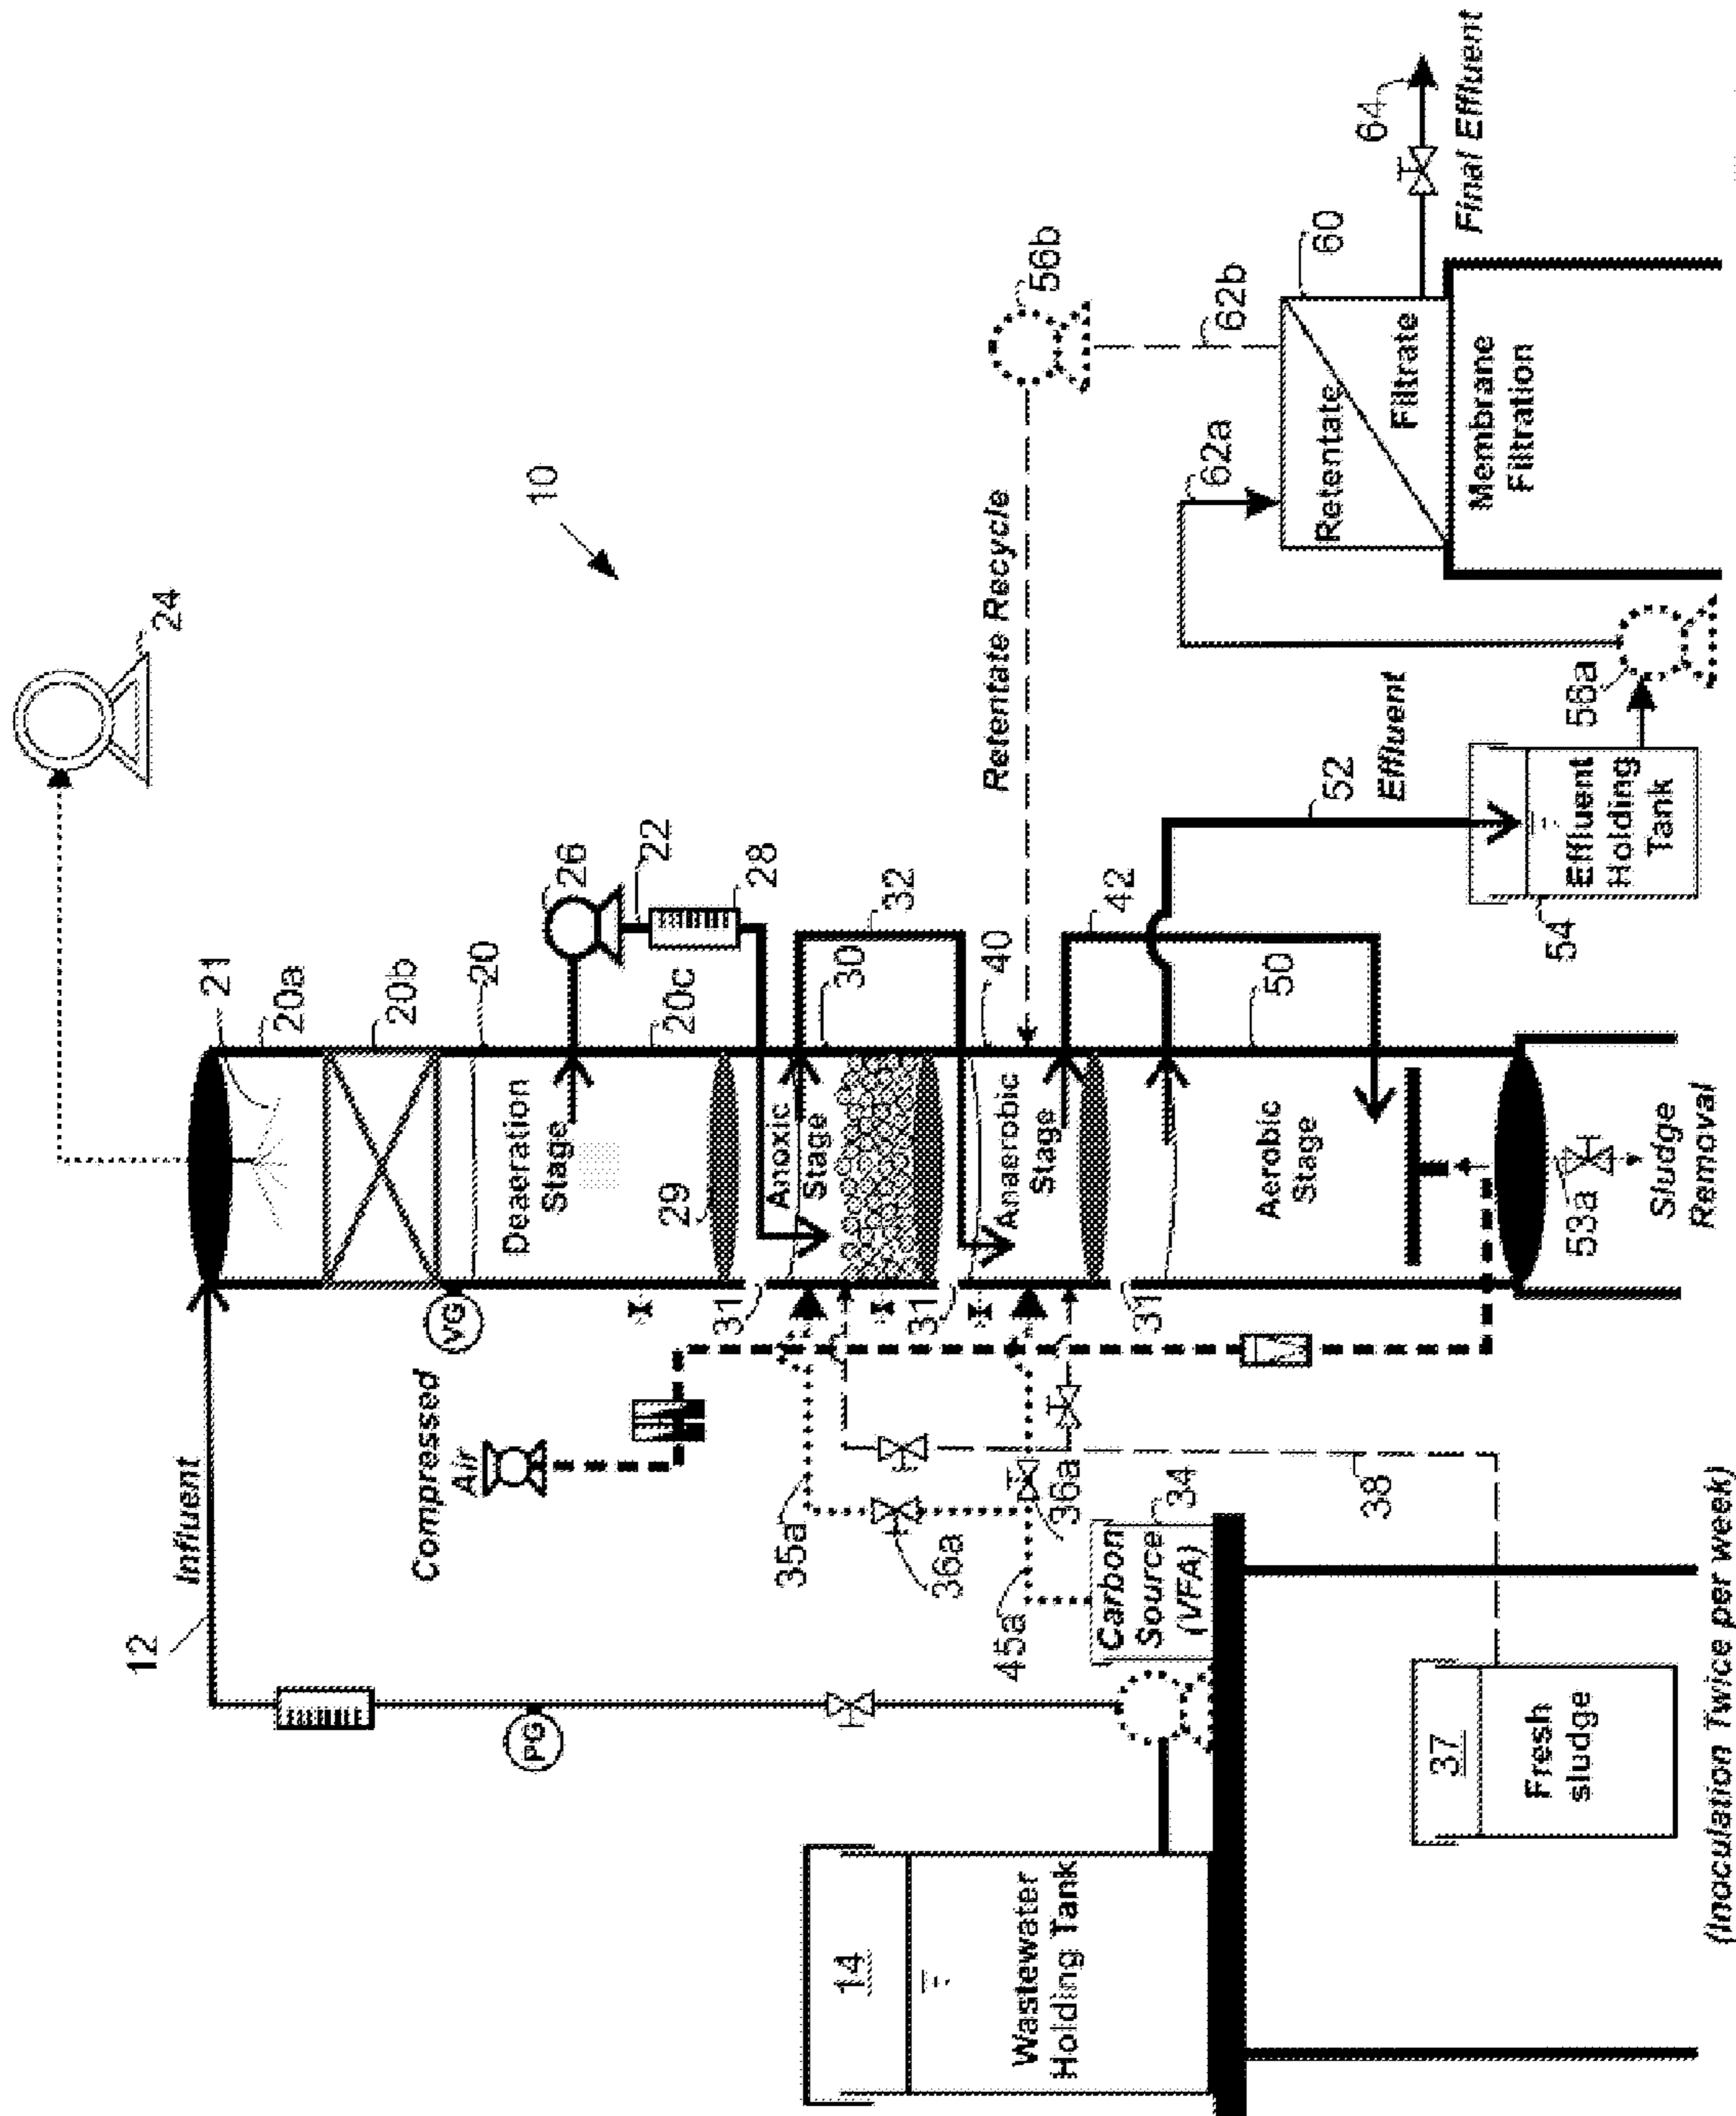 24
10
Influent
12
21
20a
20b
20
VG
PG
Compressed
Air
Deaeration
Stage
26
22
28
20c
29
31
Anoxic
Stage
30
32
35a
36a
31
Anaerobic
Stage
40
42
Retentate Recycle
56b
62b
62a
60
Retentate
Filtrate
64
Final Effluent
Membrane
Filtration
45a
36a
Carbon
Source
(VFA)
34
31
Aerobic
Stage
50
52
Effluent
54
Effluent
Holding
Tank
56a
53a
Sludge
Removal
38
14
Wastewater
Holding Tank
37
Fresh
sludge
(Inoculation Twice per week)